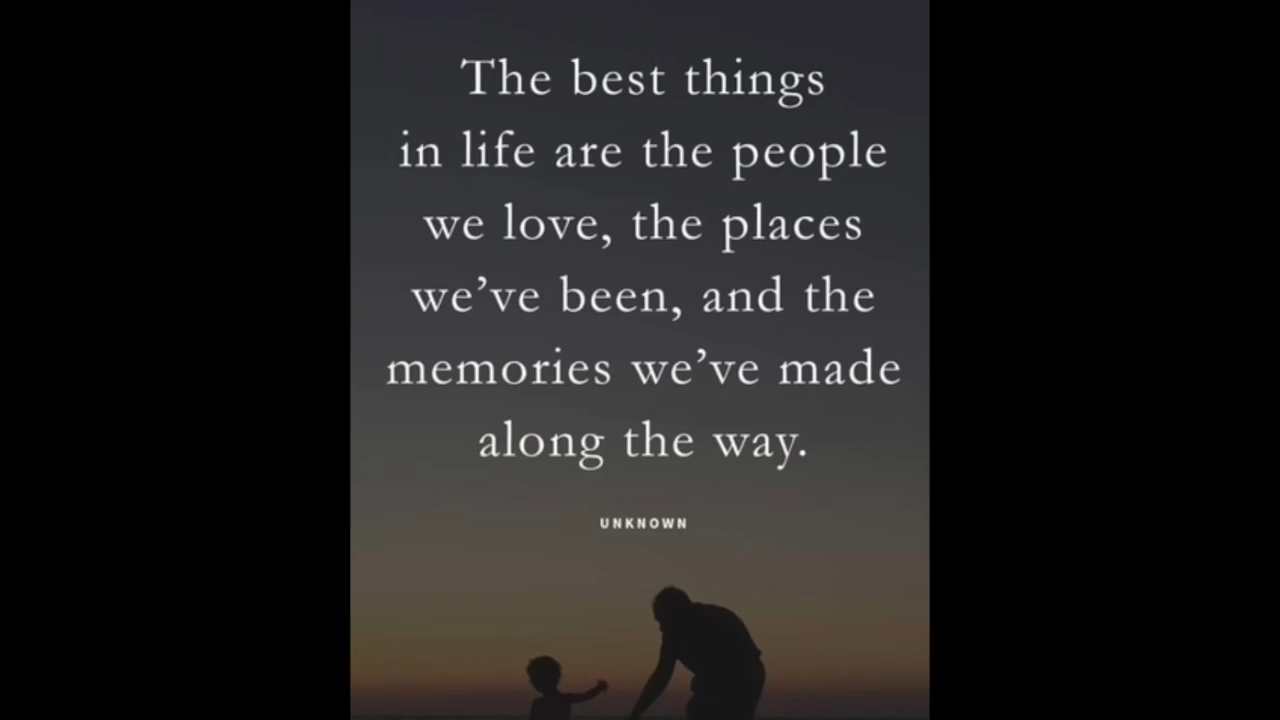 The best things
in life are the people
we love, the places
we’ve been, and the
memories we’ve made
along the way.
UNKNOWN